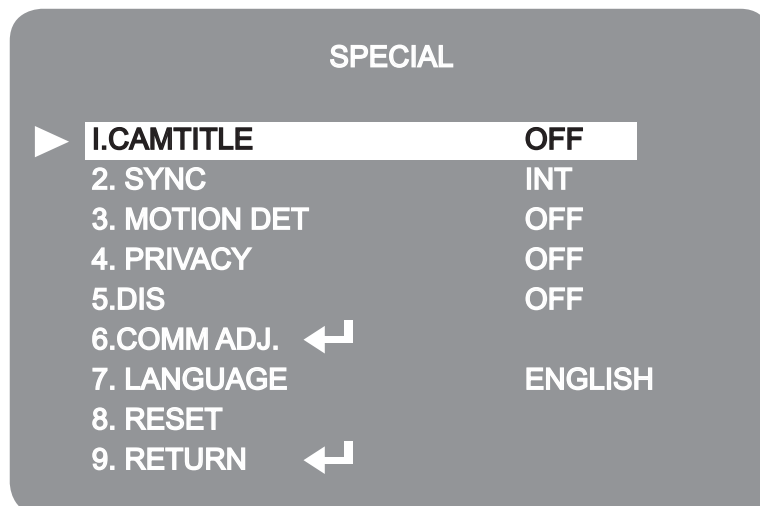 SPECIAL
I.CAMTITLE OFF
2. SYNC INT
3. MOTION DET OFF
4. PRIVACY OFF
5.DIS OFF
6.COMM ADJ.
7. LANGUAGE ENGLISH
8. RESET
9. RETURN